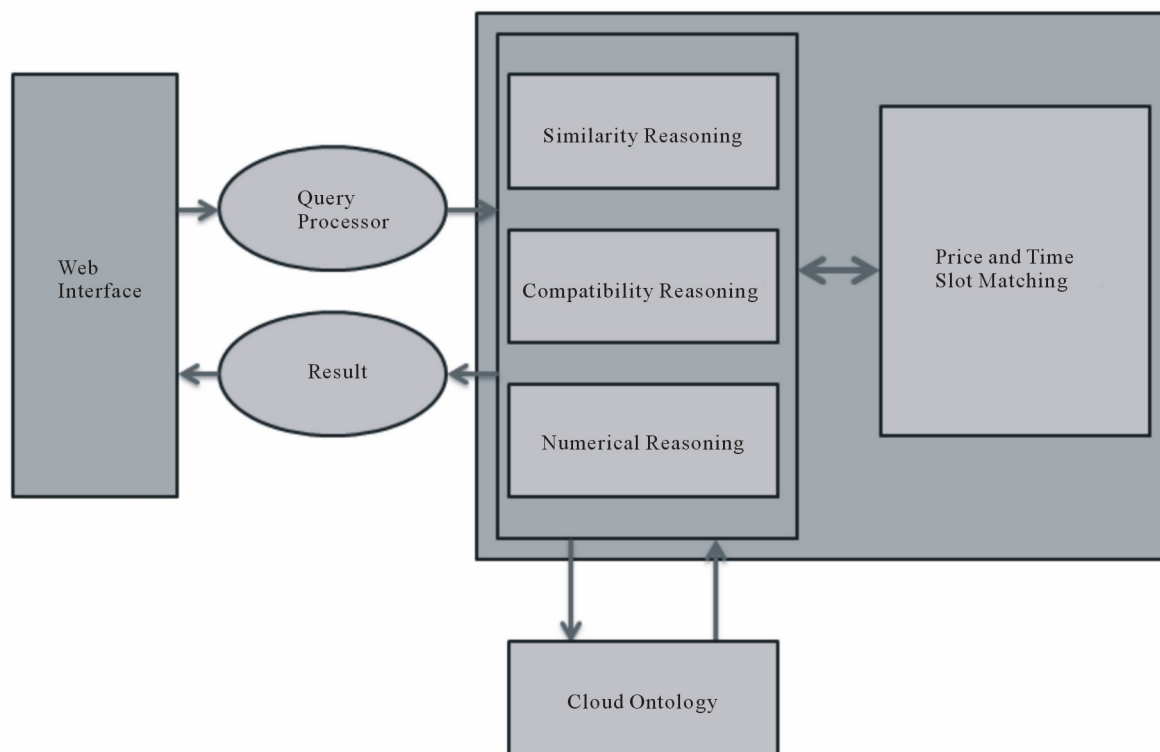 Similarity Reasoning
Query
Processor
Web
Interface
Compatibility Reasoning
Price and Time
Slot Matching
Result
Numerical Reasoning
Cloud Ontology